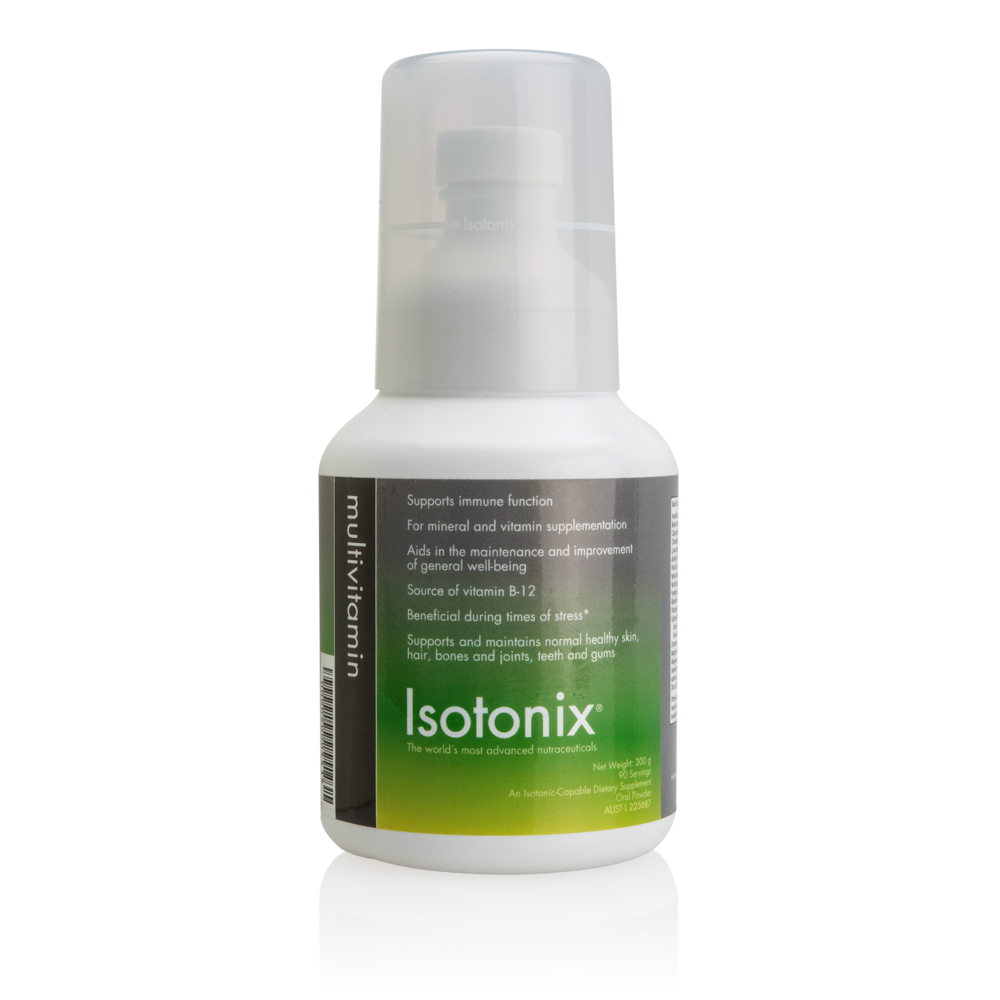 Isotonix
multivitamin
Supports immune function
For mineral and vitamin supplementation
Aids in the maintenance and improvement
of general well-being
Source of vitamin B-12
Beneficial during times of stress*
Supports and maintains normal healthy skin,
hair, bones and joints, teeth and gums
Isotonix®
The world's most advanced nutraceuticals
Net Weight: 300 g
90 Servings
An Isotonic-Capable Dietary Supplement
Oral Powder
AUST L 225687